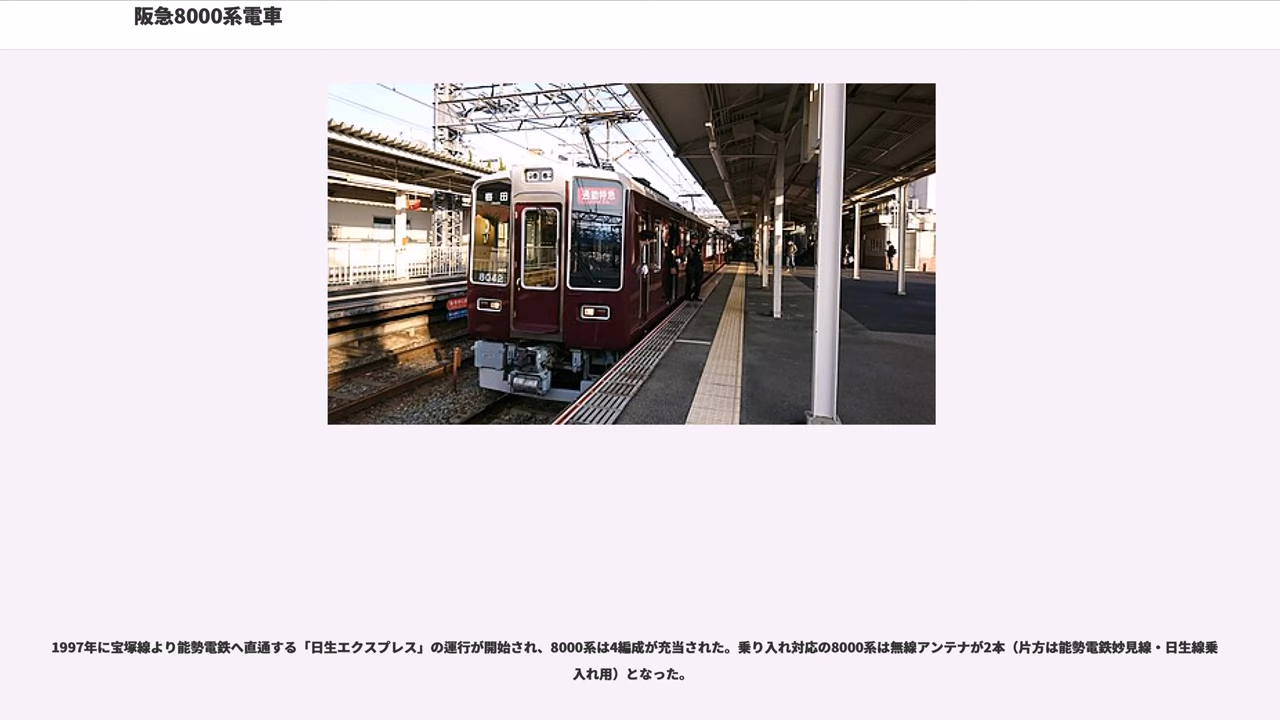 阪急8000系電車
梅田
通勤特急
8042
1997年に宝塚線より能勢電鉄へ直通する「日生エクスプレス」の運行が開始され、8000系は4編成が充当された。乗り入れ対応の8000系は無線アンテナが2本（片方は能勢電鉄妙見線・日生線乗
入れ用）となった。